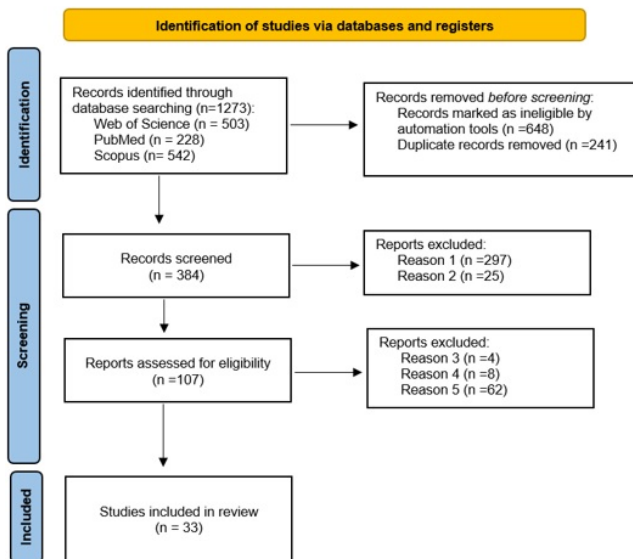 Identification of studies via databases and registers
Identification
Records identified through
database searching (n=1273):
Web of Science (n = 503)
PubMed (n = 228)
Scopus (n= 542)
Records removed before screening:
Records marked as ineligible by
automation tools (n =648)
Duplicate records removed (n =241)
Screening
Records screened
(n = 384)
Reports excluded:
Reason 1 (n =297)
Reason 2 (n =25)
Reports assessed for eligibility
(n =107)
Reports excluded:
Reason 3 (n =4)
Reason 4 (n =8)
Reason 5 (n =62)
Included
Studies included in review
(n = 33)